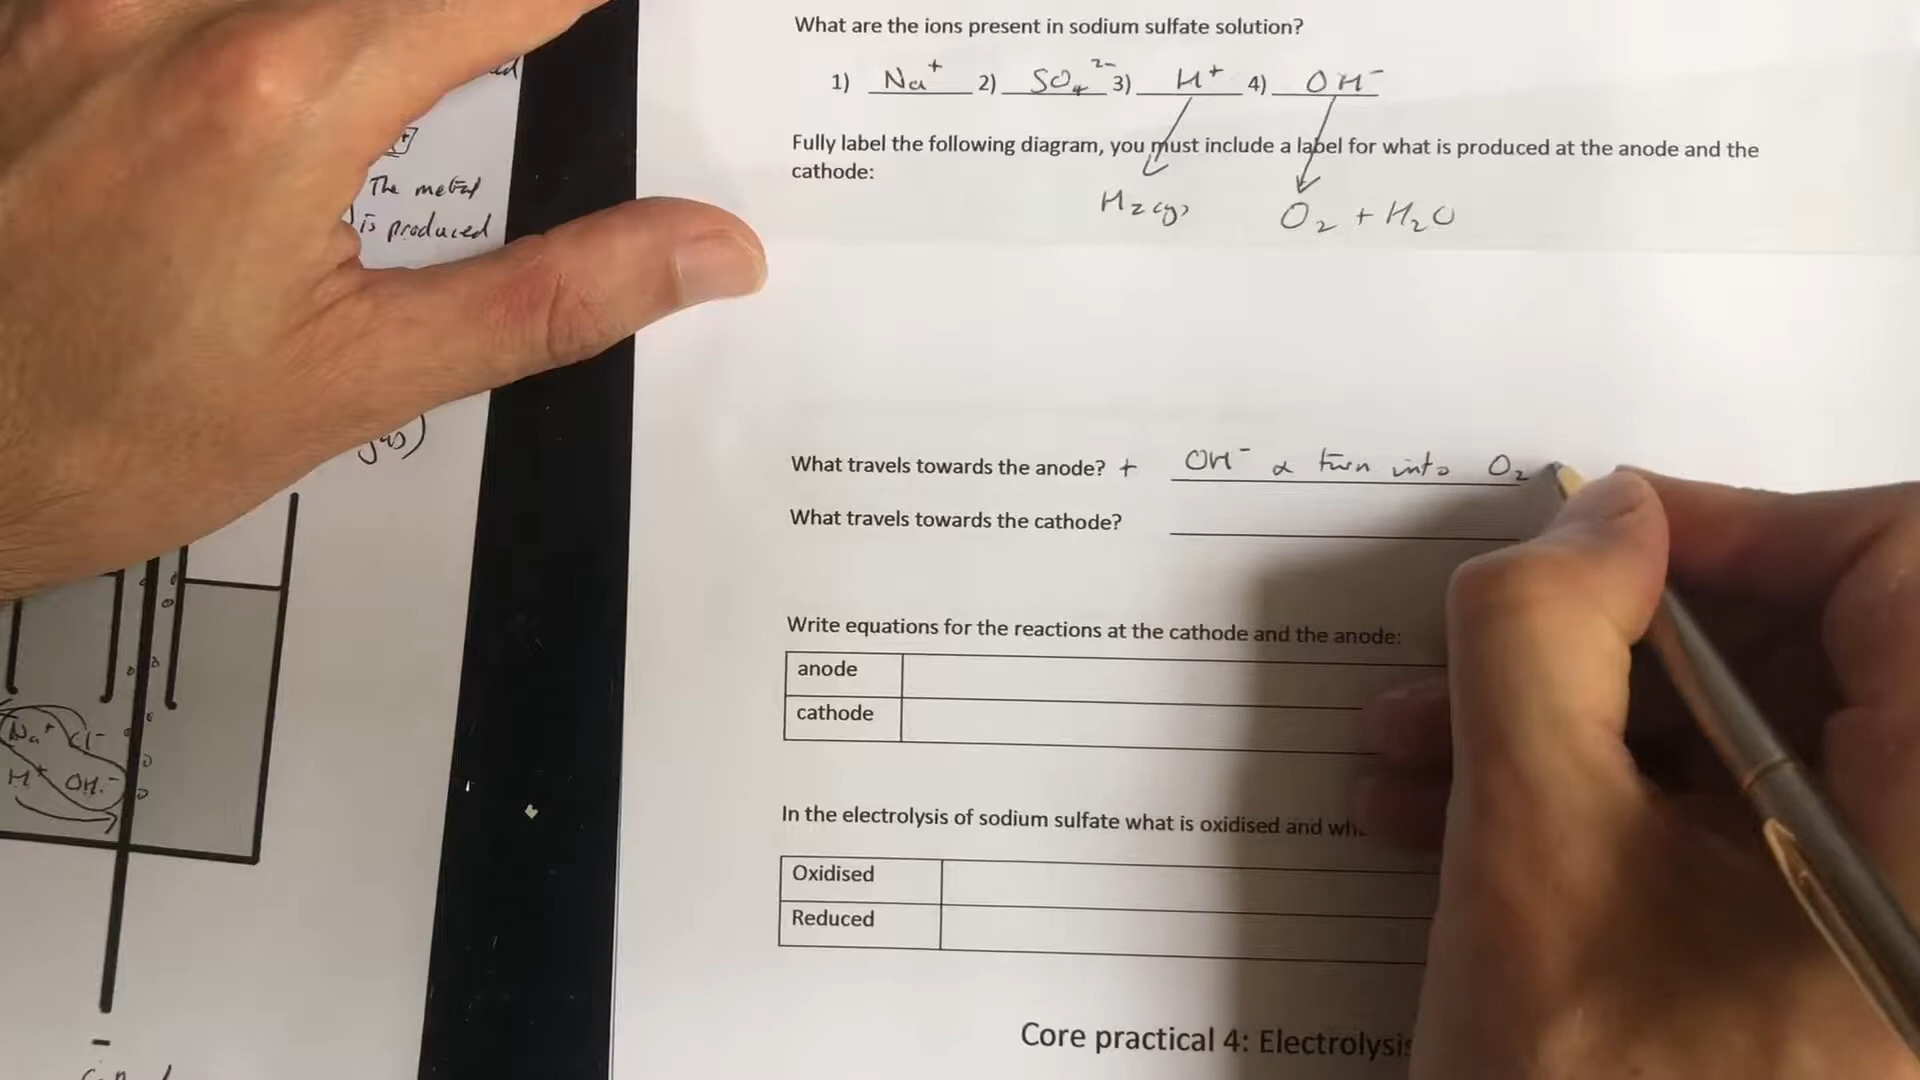 What are the ions present in sodium sulfate solution?
1) Na⁺ 2) SO₄²⁻ 3) H⁺ 4) OH⁻
Fully label the following diagram, you must include a label for what is produced at the anode and the
cathode:
H₂(g) O₂ + H₂O
The metal
is produced
What travels towards the anode? + OH⁻ & turn into O₂
What travels towards the cathode?
Write equations for the reactions at the cathode and the anode:
anode
cathode
Na⁺ Cl⁻
H⁺ OH⁻
In the electrolysis of sodium sulfate what is oxidised and
Oxidised
Reduced
Core practical 4: Electrolysis
-